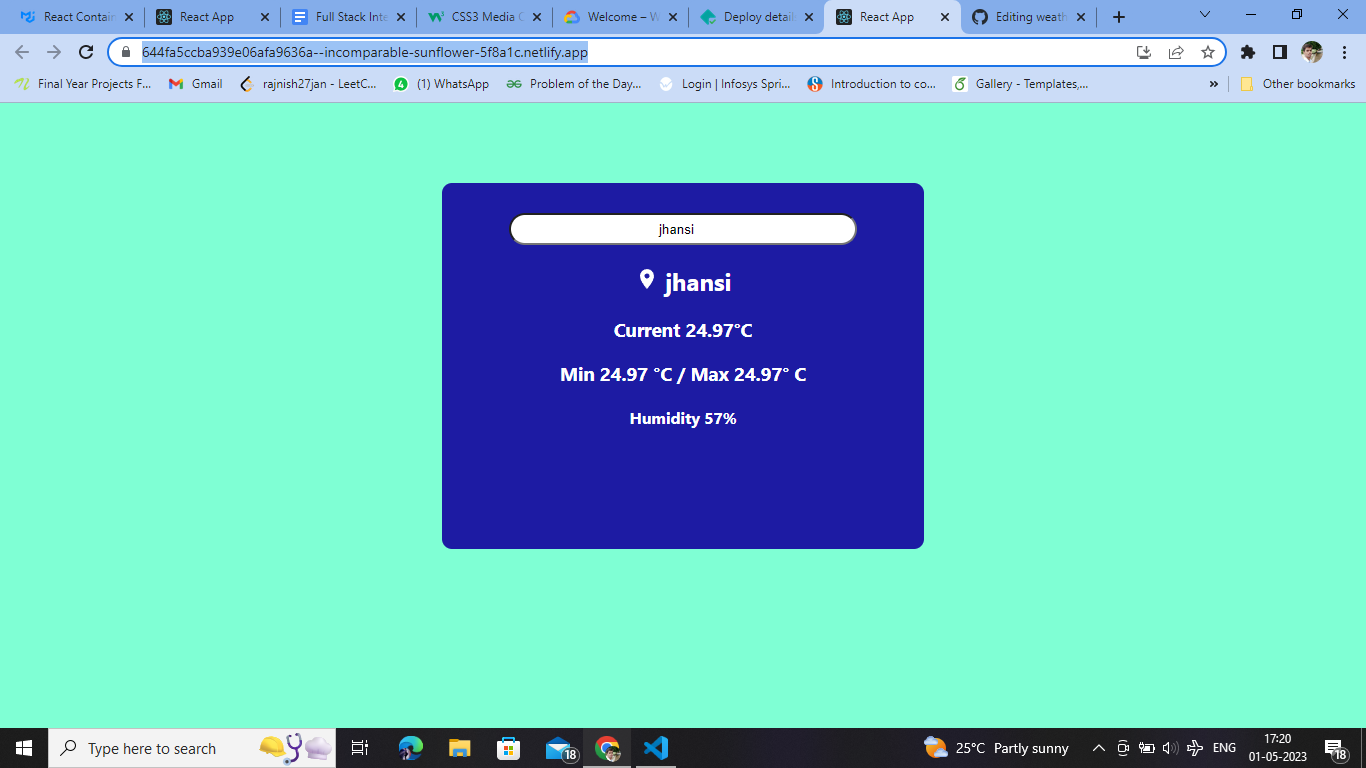 React Contain
React App
Full Stack Inte
CSS3 Media
Welcome – W
Deploy detail
React App
Editing weath
644fa5ccba939e06afa9636a--incomparable-sunflower-5f8a1c.netlify.app
Final Year Projects F...
Gmail
rajnish27jan - LeetC...
4
(1) WhatsApp
Problem of the Day...
Login | Infosys Spri...
Introduction to co...
Gallery - Templates,...
»
Other bookmarks
jhansi
jhansi
Current 24.97°C
Min 24.97 °C / Max 24.97° C
Humidity 57%
Type here to search
18
25°C Partly sunny
ENG
17:20
01-05-2023
18